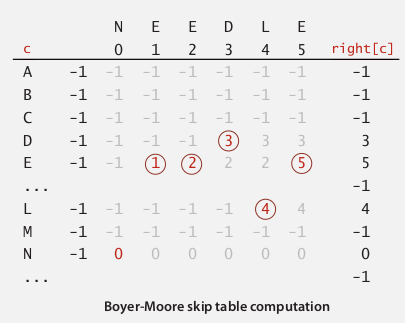 N E E D L E
c 0 1 2 3 4 5 right[c]
A -1 -1 -1 -1 -1 -1 -1 -1
B -1 -1 -1 -1 -1 -1 -1 -1
C -1 -1 -1 -1 -1 -1 -1 -1
D -1 -1 -1 -1 3 3 3 3
E -1 -1 1 2 2 2 5 5
... -1
L -1 -1 -1 -1 -1 4 4 4
M -1 -1 -1 -1 -1 -1 -1 -1
N -1 0 0 0 0 0 0 0
... -1
Boyer-Moore skip table computation